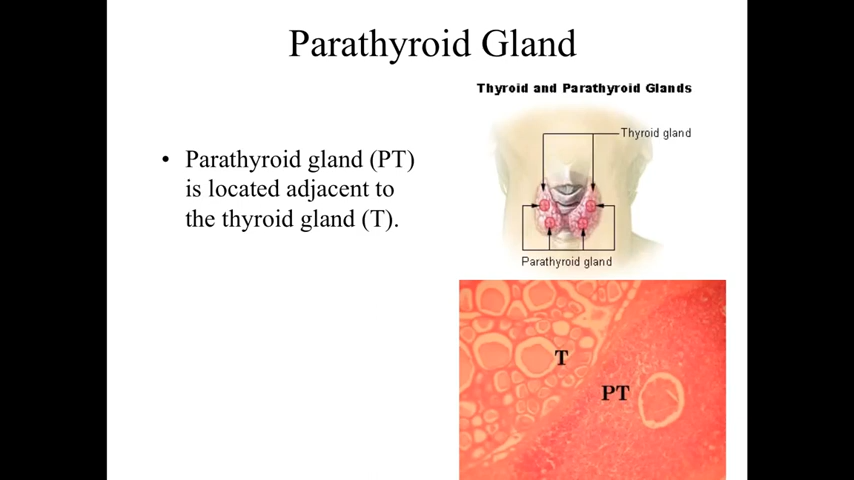 Parathyroid Gland
• Parathyroid gland (PT)
is located adjacent to
the thyroid gland (T).
Thyroid and Parathyroid Glands
Thyroid gland
Parathyroid gland
T
PT